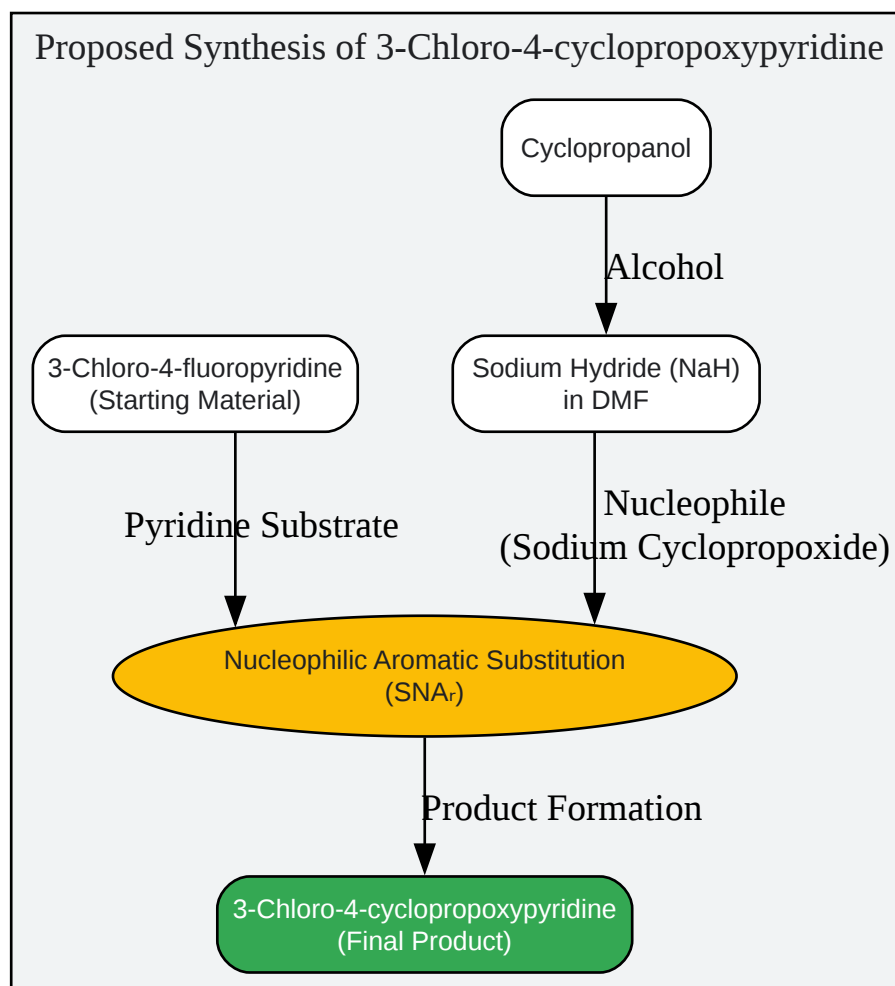 Proposed Synthesis of 3-Chloro-4-cyclopropoxypyridine
Cyclopropanol
Alcohol
3-Chloro-4-fluoropyridine
(Starting Material)
Sodium Hydride (NaH)
in DMF
Pyridine Substrate
Nucleophile
(Sodium Cyclopropoxide)
Nucleophilic Aromatic Substitution
(SNAᵣ)
Product Formation
3-Chloro-4-cyclopropoxypyridine
(Final Product)